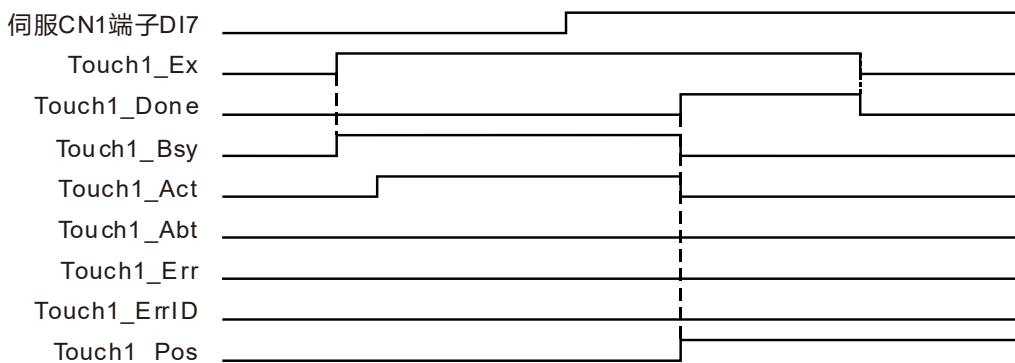 伺服CN1端子DI7
Touch1_Ex
Touch1_Done
Touch1_Bsy
Touch1_Act
Touch1_Abt
Touch1_Err
Touch1_ErrID
Touch1_Pos